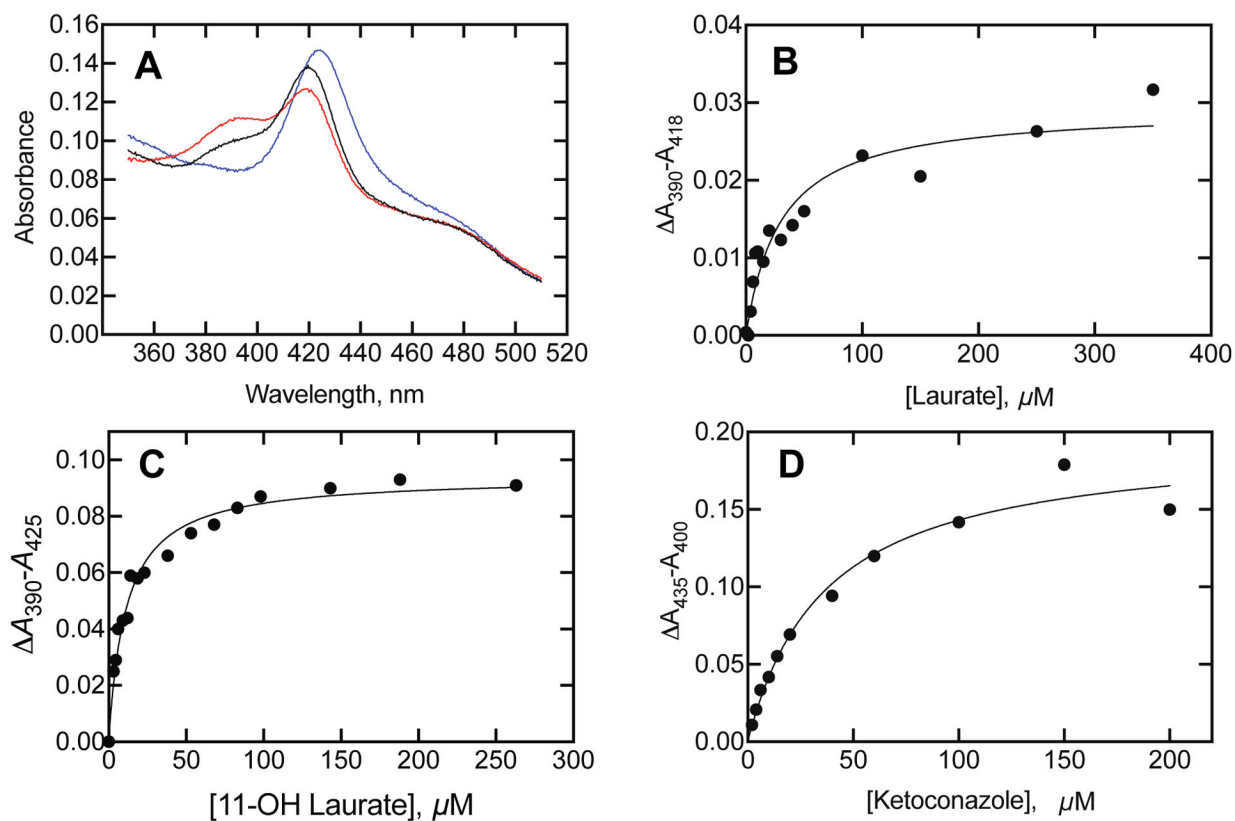 A
0.16
0.14
0.12
0.10
0.08
0.06
0.04
0.02
0.00
Absorbance
360 380 400 420 440 460 480 500 520
Wavelength, nm
B
0.04
0.03
0.02
0.01
0.00
ΔA390-A418
0 100 200 300 400
[Laurate], μM
C
0.10
0.08
0.06
0.04
0.02
0.00
ΔA390-A425
0 50 100 150 200 250 300
[11-OH Laurate], μM
D
0.20
0.15
0.10
0.05
0.00
ΔA435-A400
0 50 100 150 200
[Ketoconazole], μM